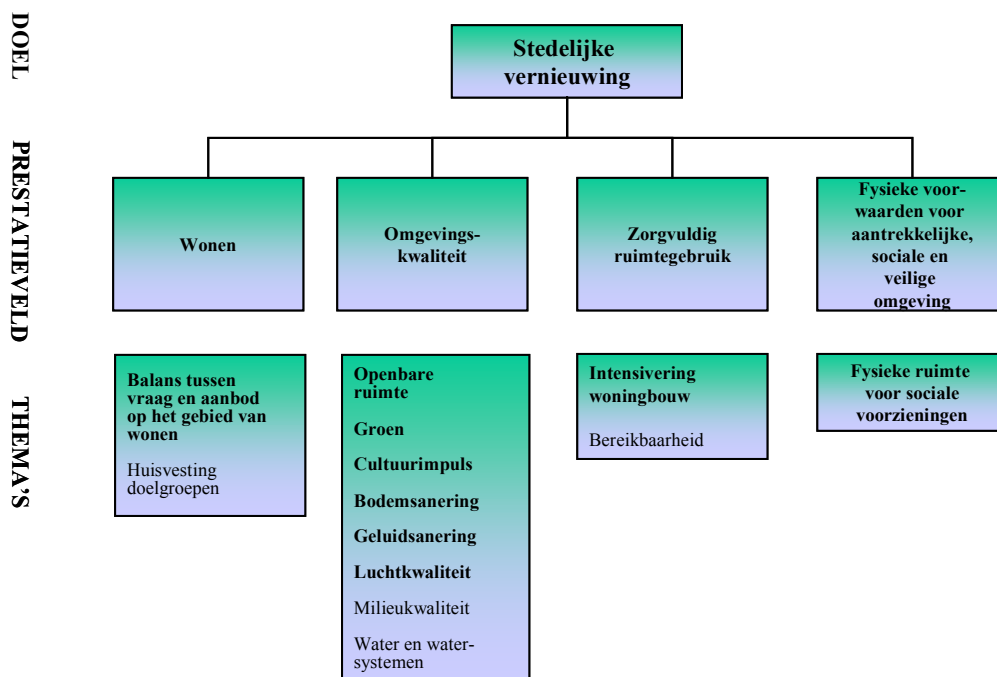 DOEL
Stedelijke
vernieuwing
PRESTATIEVELD
Wonen
Omgevings-
kwaliteit
Zorgvuldig
ruimtegebruik
Fysieke voor-
waarden voor
aantrekkelijke,
sociale en
veilige
omgeving
THEMA'S
Balans tussen
vraag en aanbod
op het gebied van
wonen
Huisvesting
doelgroepen
Openbare
ruimte
Groen
Cultuurimpuls
Bodemsanering
Geluidsanering
Luchtkwaliteit
Milieukwaliteit
Water en water-
systemen
Intensivering
woningbouw
Bereikbaarheid
Fysieke ruimte
voor sociale
voorzieningen